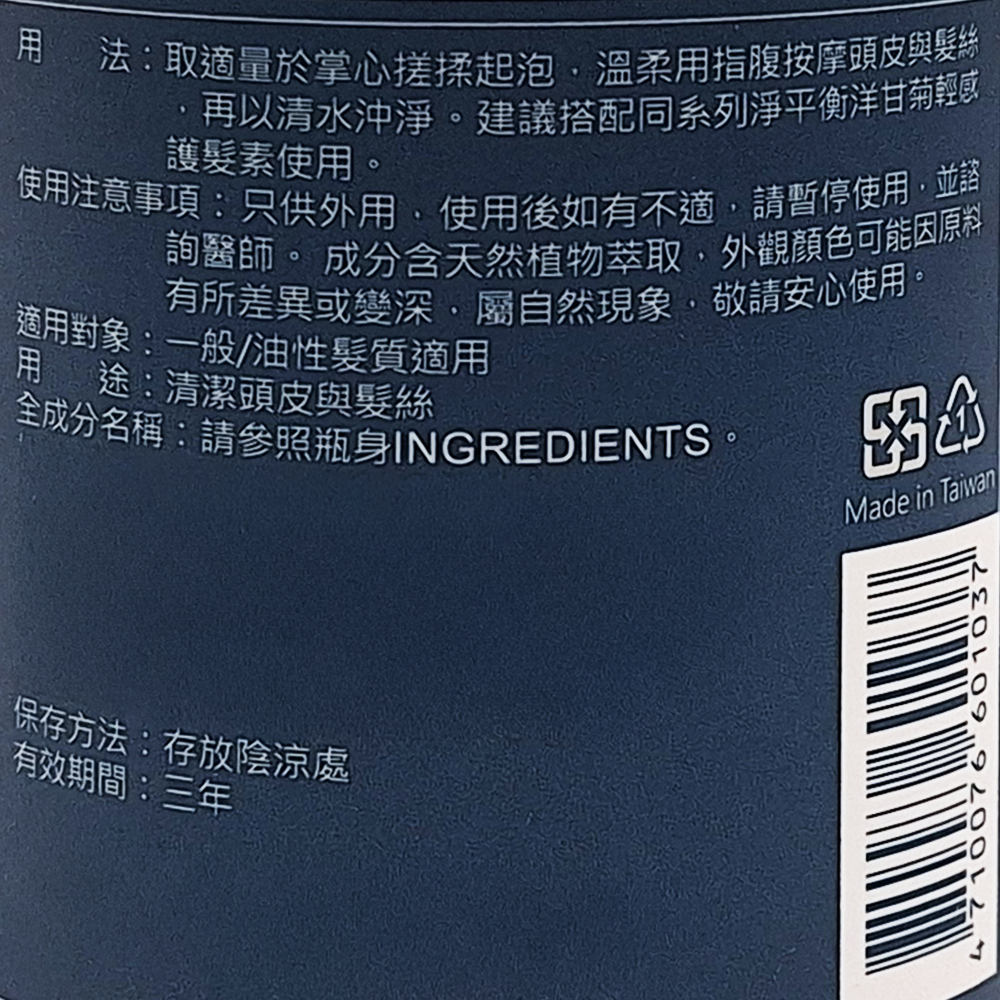 用　　法：取適量於掌心搓揉起泡，溫柔用指腹按摩頭皮與髮絲
，再以清水沖淨。建議搭配同系列淨平衡洋甘菊輕感
護髮素使用。
使用注意事項：只供外用，使用後如有不適，請暫停使用，並諮
詢醫師。成分含天然植物萃取，外觀顏色可能因原料
有所差異或變深，屬自然現象，敬請安心使用。
適用對象：一般/油性髮質適用
用　　途：清潔頭皮與髮絲
全成分名稱：請參照瓶身INGREDIENTS。
1
Made in Taiwan
4 710076 601037
保存方法：存放陰涼處
有效期間：三年